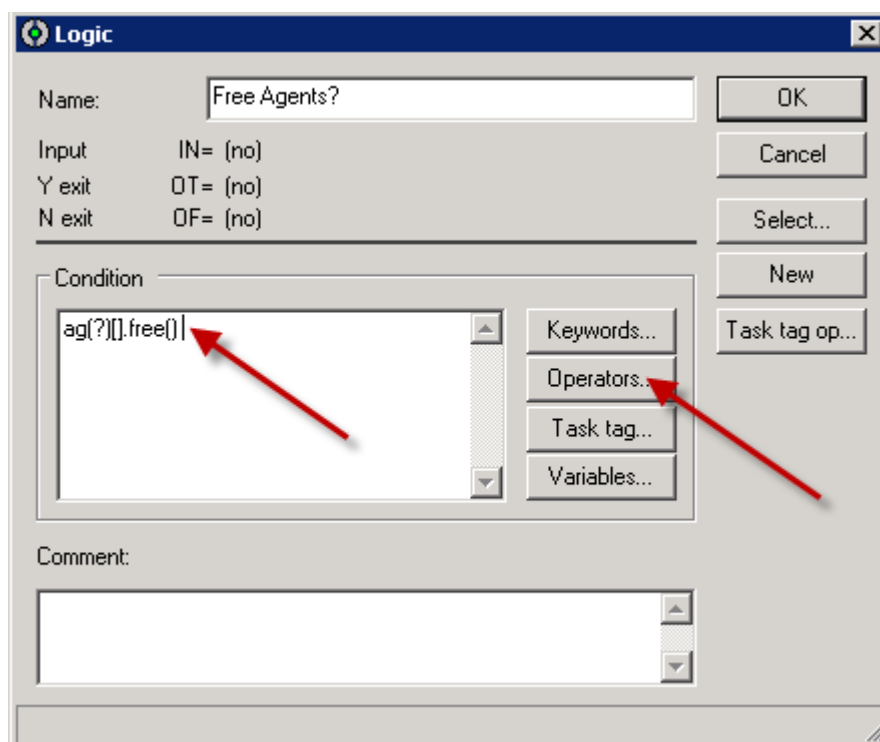 Logic
Name: Free Agents?
OK
Input IN= (no)
Cancel
Y exit OT= (no)
N exit OF= (no)
Select...
New
Condition
ag(?)[].free()
Keywords...
Task tag op...
Operators...
Task tag...
Variables...
Comment: